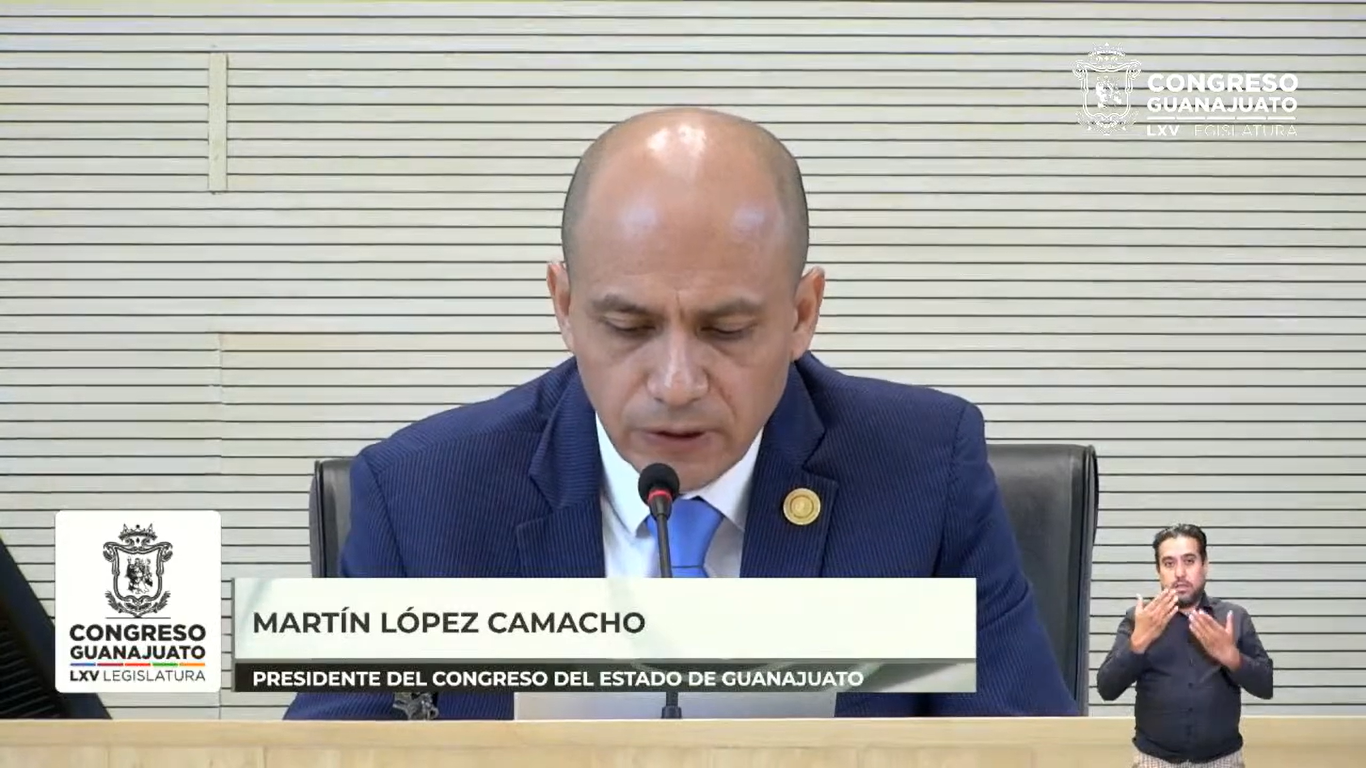 CONGRESO
GUANAJUATO
LXV LEGISLATURA
MARTÍN LÓPEZ CAMACHO
CONGRESO
GUANAJUATO
LXV LEGISLATURA
PRESIDENTE DEL CONGRESO DEL ESTADO DE GUANAJUATO